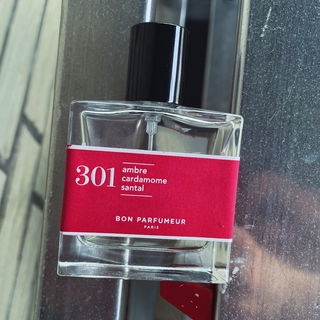 301
ambre
cardamome
santal
BON PARFUMEUR
PARIS